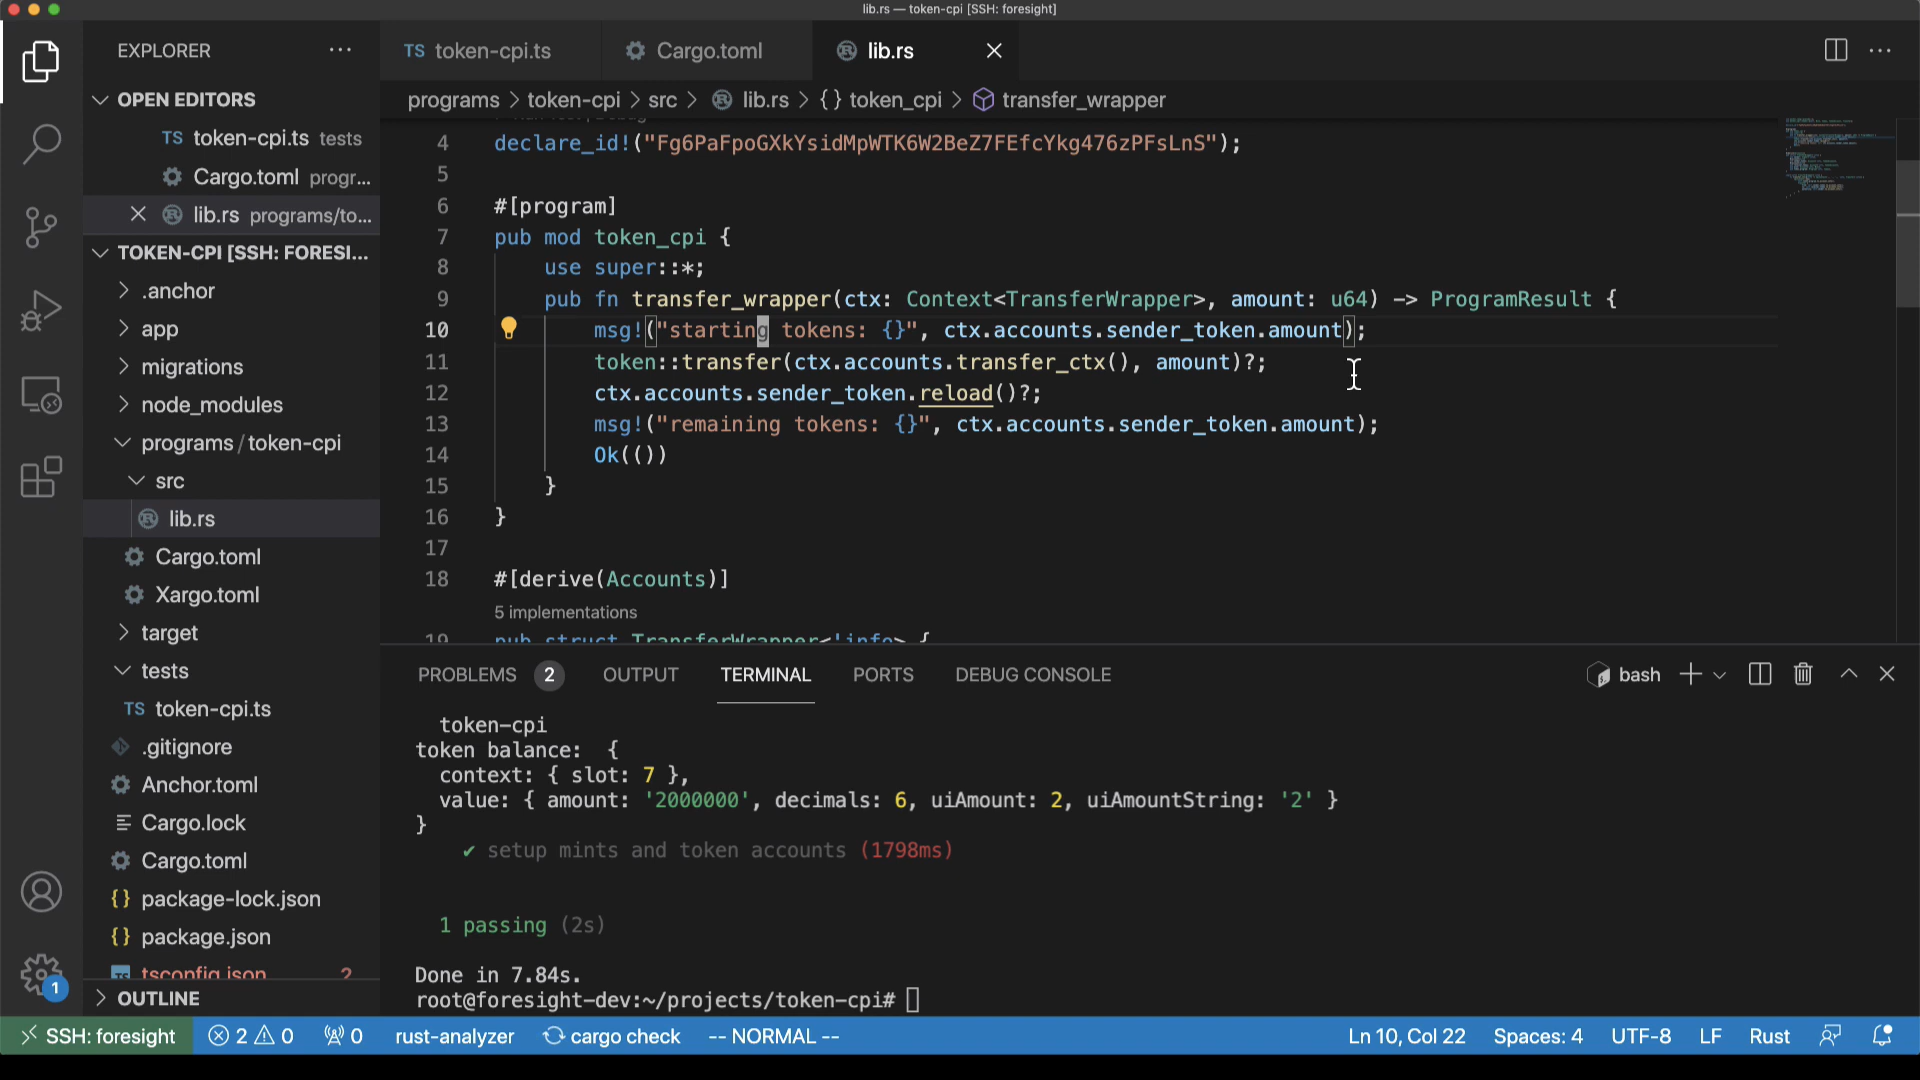 lib.rs — token-cpi [SSH: foresight]
EXPLORER
TS token-cpi.ts
Cargo.toml
lib.rs
programs > token-cpi > src > lib.rs > {} token_cpi > transfer_wrapper
OPEN EDITORS
TS token-cpi.ts tests
Cargo.toml progr...
lib.rs programs/to...
TOKEN-CPI [SSH: FORESI...
.anchor
app
migrations
node_modules
programs / token-cpi
src
lib.rs
Cargo.toml
Xargo.toml
target
tests
TS token-cpi.ts
.gitignore
Anchor.toml
Cargo.lock
Cargo.toml
{} package-lock.json
{} package.json
TS tsconfig.json 2
OUTLINE
1
4 declare_id!("Fg6PaFpoGXkYsidMpWTK6W2BeZ7FEfcYkg476zPFsLnS");
5
6 #[program]
7 pub mod token_cpi {
8 use super::*;
9 pub fn transfer_wrapper(ctx: Context<TransferWrapper>, amount: u64) -> ProgramResult {
10 msg!("starting tokens: {}", ctx.accounts.sender_token.amount);
11 token::transfer(ctx.accounts.transfer_ctx(), amount)?;
12 ctx.accounts.sender_token.reload()?;
13 msg!("remaining tokens: {}", ctx.accounts.sender_token.amount);
14 Ok(())
15 }
16 }
17
18 #[derive(Accounts)]
5 implementations
19 pub struct TransferWrapper<'info> {
PROBLEMS 2 OUTPUT TERMINAL PORTS DEBUG CONSOLE
bash
token-cpi
token balance: {
context: { slot: 7 },
value: { amount: '2000000', decimals: 6, uiAmount: 2, uiAmountString: '2' }
}
✔ setup mints and token accounts (1798ms)
1 passing (2s)
Done in 7.84s.
root@foresight-dev:~/projects/token-cpi#
SSH: foresight 2 0 0 rust-analyzer cargo check -- NORMAL -- Ln 10, Col 22 Spaces: 4 UTF-8 LF Rust